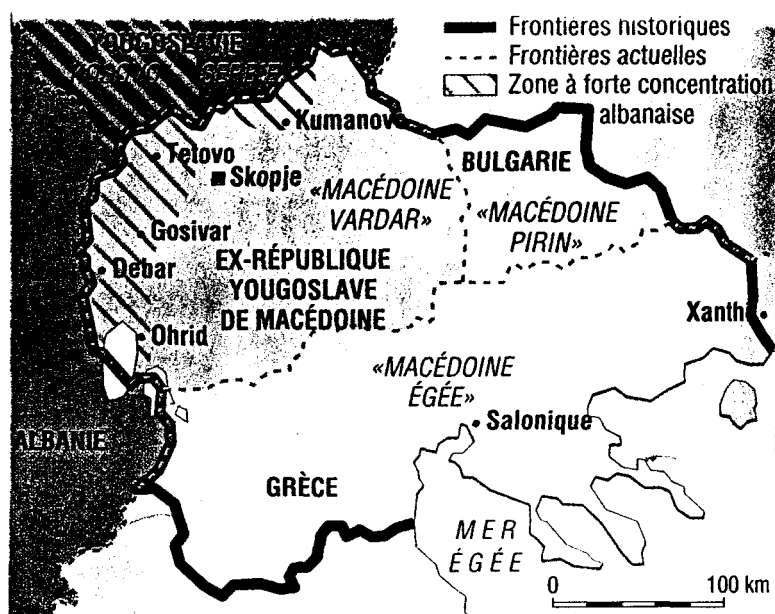 Frontières historiques
Frontières actuelles
Zone à forte concentration
albanaise
YOUGOSLAVIE
KOSOVO SERBIE
Kumanovo
Tetovo
Skopje
BULGARIE
«MACÉDOINE
VARDAR»
«MACÉDOINE
PIRIN»
Gosivar
Debar
EX-RÉPUBLIQUE
YOUGOSLAVE
DE MACÉDOINE
Xanthi
Ohrid
«MACÉDOINE
ÉGÉE»
Salonique
ALBANIE
GRÈCE
MER
ÉGÉE
0 100 km